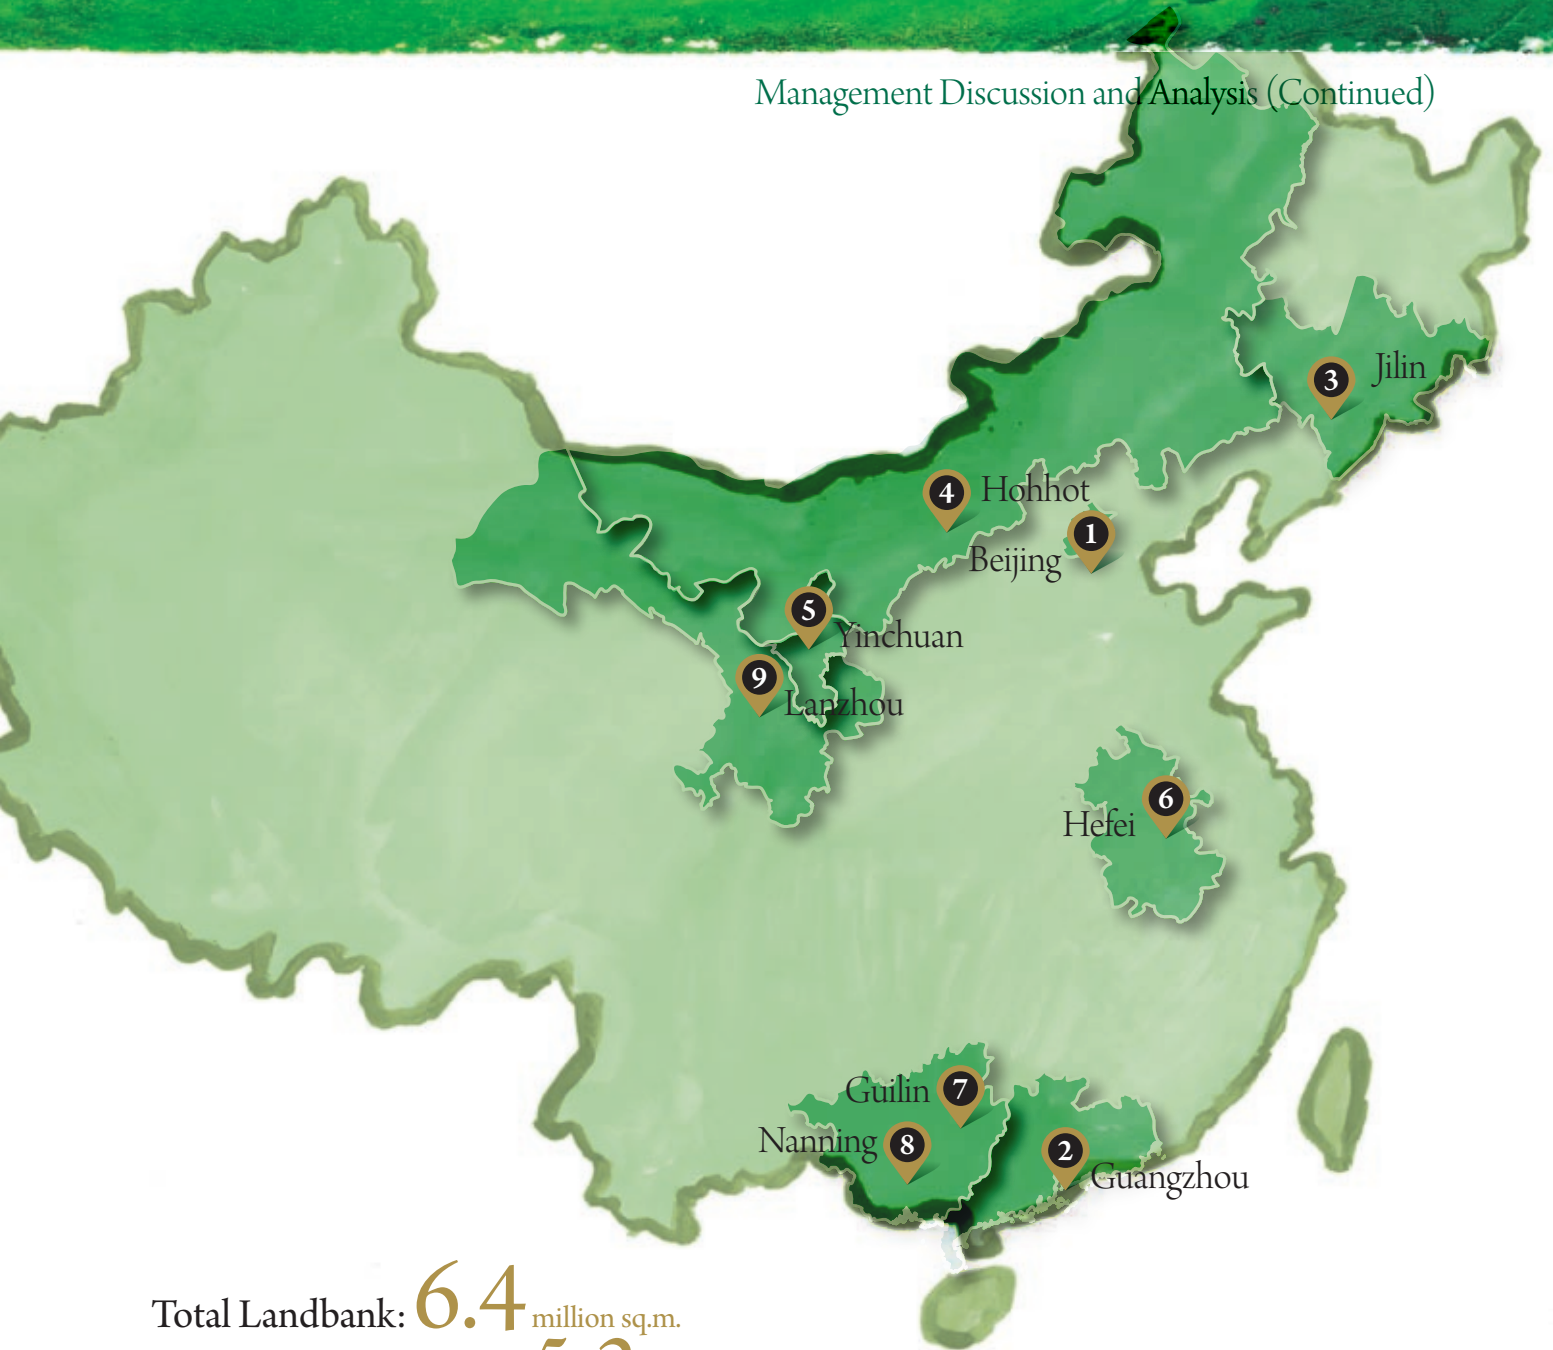 Management Discussion and Analysis (Continued)
3 Jilin
4 Hohhot
1
Beijing
5
Yinchuan
9
Lanzhou
6
Hefei
Guilin 7
Nanning 8
2
Guangzhou
Total Landbank: 6.4 million sq.m.